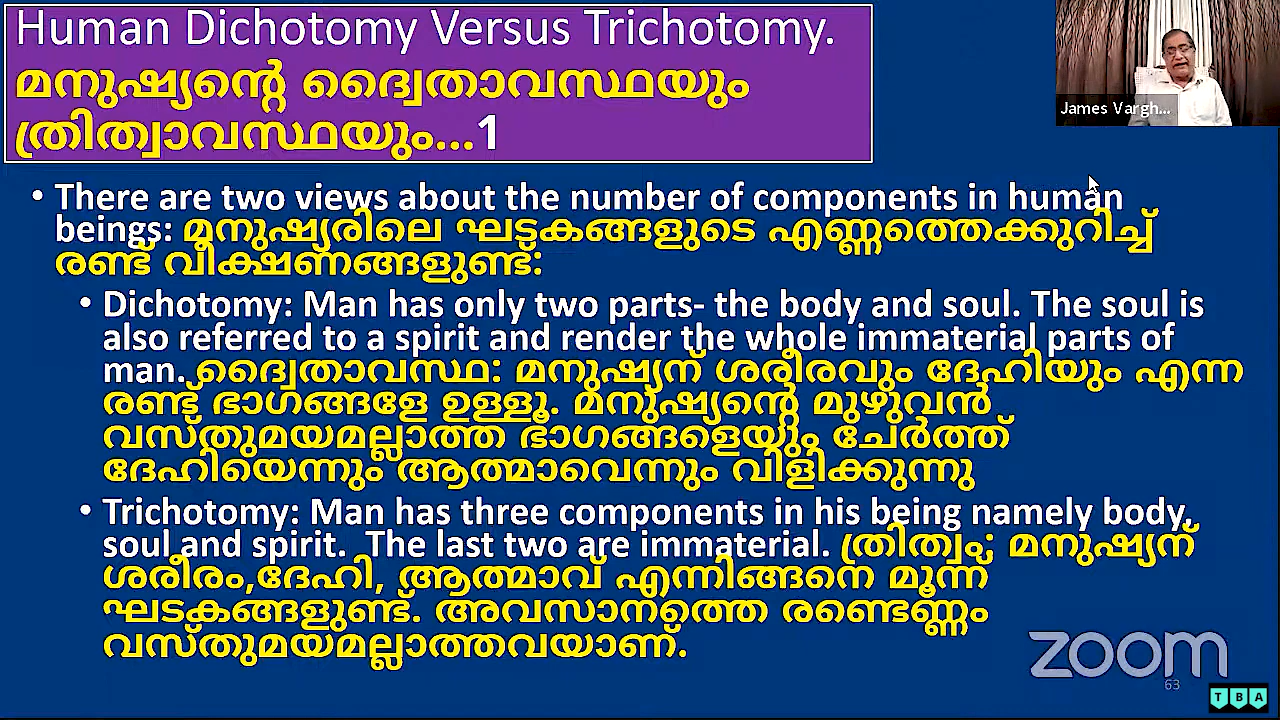 Human Dichotomy Versus Trichotomy.
മനുഷ്യന്റെ ദ്വൈതാവസ്ഥയും
ത്രിത്വാവസ്ഥയും...1
James Vargh...
• There are two views about the number of components in human
beings: മനുഷ്യരിലെ ഘടകങ്ങളുടെ എണ്ണത്തെക്കുറിച്ച്
രണ്ട് വീക്ഷണങ്ങളുണ്ട്:
• Dichotomy: Man has only two parts- the body and soul. The soul is
also referred to a spirit and render the whole immaterial parts of
man. ദ്വൈതാവസ്ഥ: മനുഷ്യന് ശരീരവും ദേഹിയും എന്ന
രണ്ട് ഭാഗങ്ങളേ ഉള്ളൂ. മനുഷ്യന്റെ മുഴുവൻ
വസ്തുമയമല്ലാത്ത ഭാഗങ്ങളെയും ചേർത്ത്
ദേഹിയെന്നും ആത്മാവെന്നും വിളിക്കുന്നു
• Trichotomy: Man has three components in his being namely body,
soul and spirit. The last two are immaterial. ത്രിത്വം; മനുഷ്യന്
ശരീരം,ദേഹി, ആത്മാവ് എന്നിങ്ങനെ മൂന്ന്
ഘടകങ്ങളുണ്ട്. അവസാനത്തെ രണ്ടെണ്ണം
വസ്തുമയമല്ലാത്തവയാണ്.
zoom
63
TBA